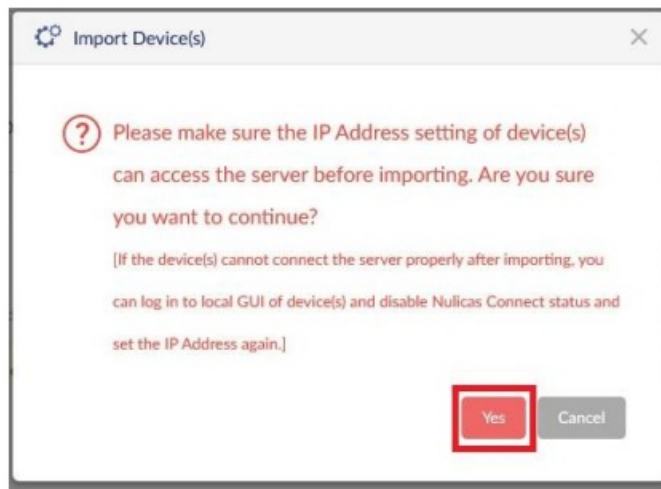 Import Device(s)
Please make sure the IP Address setting of device(s)
can access the server before importing. Are you sure
you want to continue?
[If the device(s) cannot connect the server properly after importing, you
can log in to local GUI of device(s) and disable Nulicas Connect status and
set the IP Address again.]
Yes Cancel